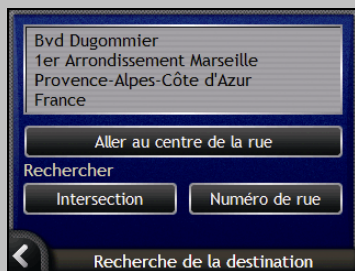 Bvd Dugommier
1er Arrondissement Marseille
Provence-Alpes-Côte d'Azur
France
Aller au centre de la rue
Rechercher
Intersection
Numéro de rue
Recherche de la destination